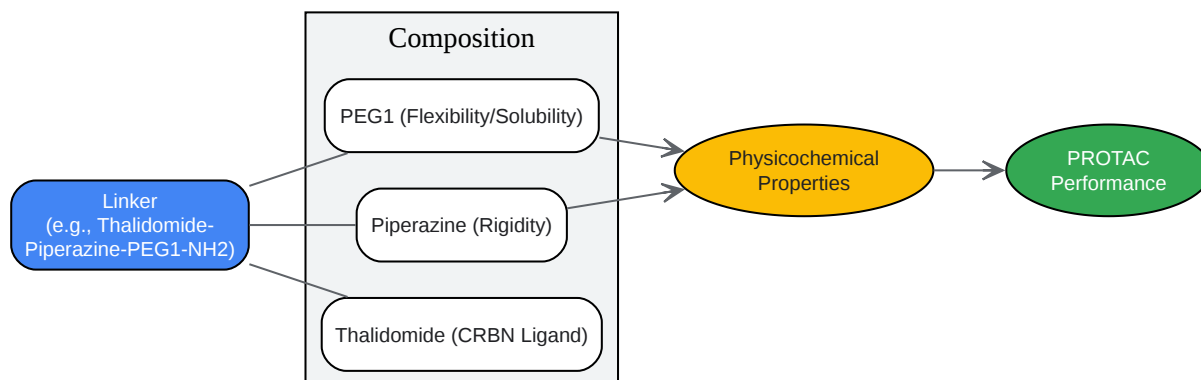 Composition
PEG1 (Flexibility/Solubility)
Piperazine (Rigidity)
Thalidomide (CRBN Ligand)
Linker
(e.g., Thalidomide-
Piperazine-PEG1-NH2)
Physicochemical
Properties
PROTAC
Performance